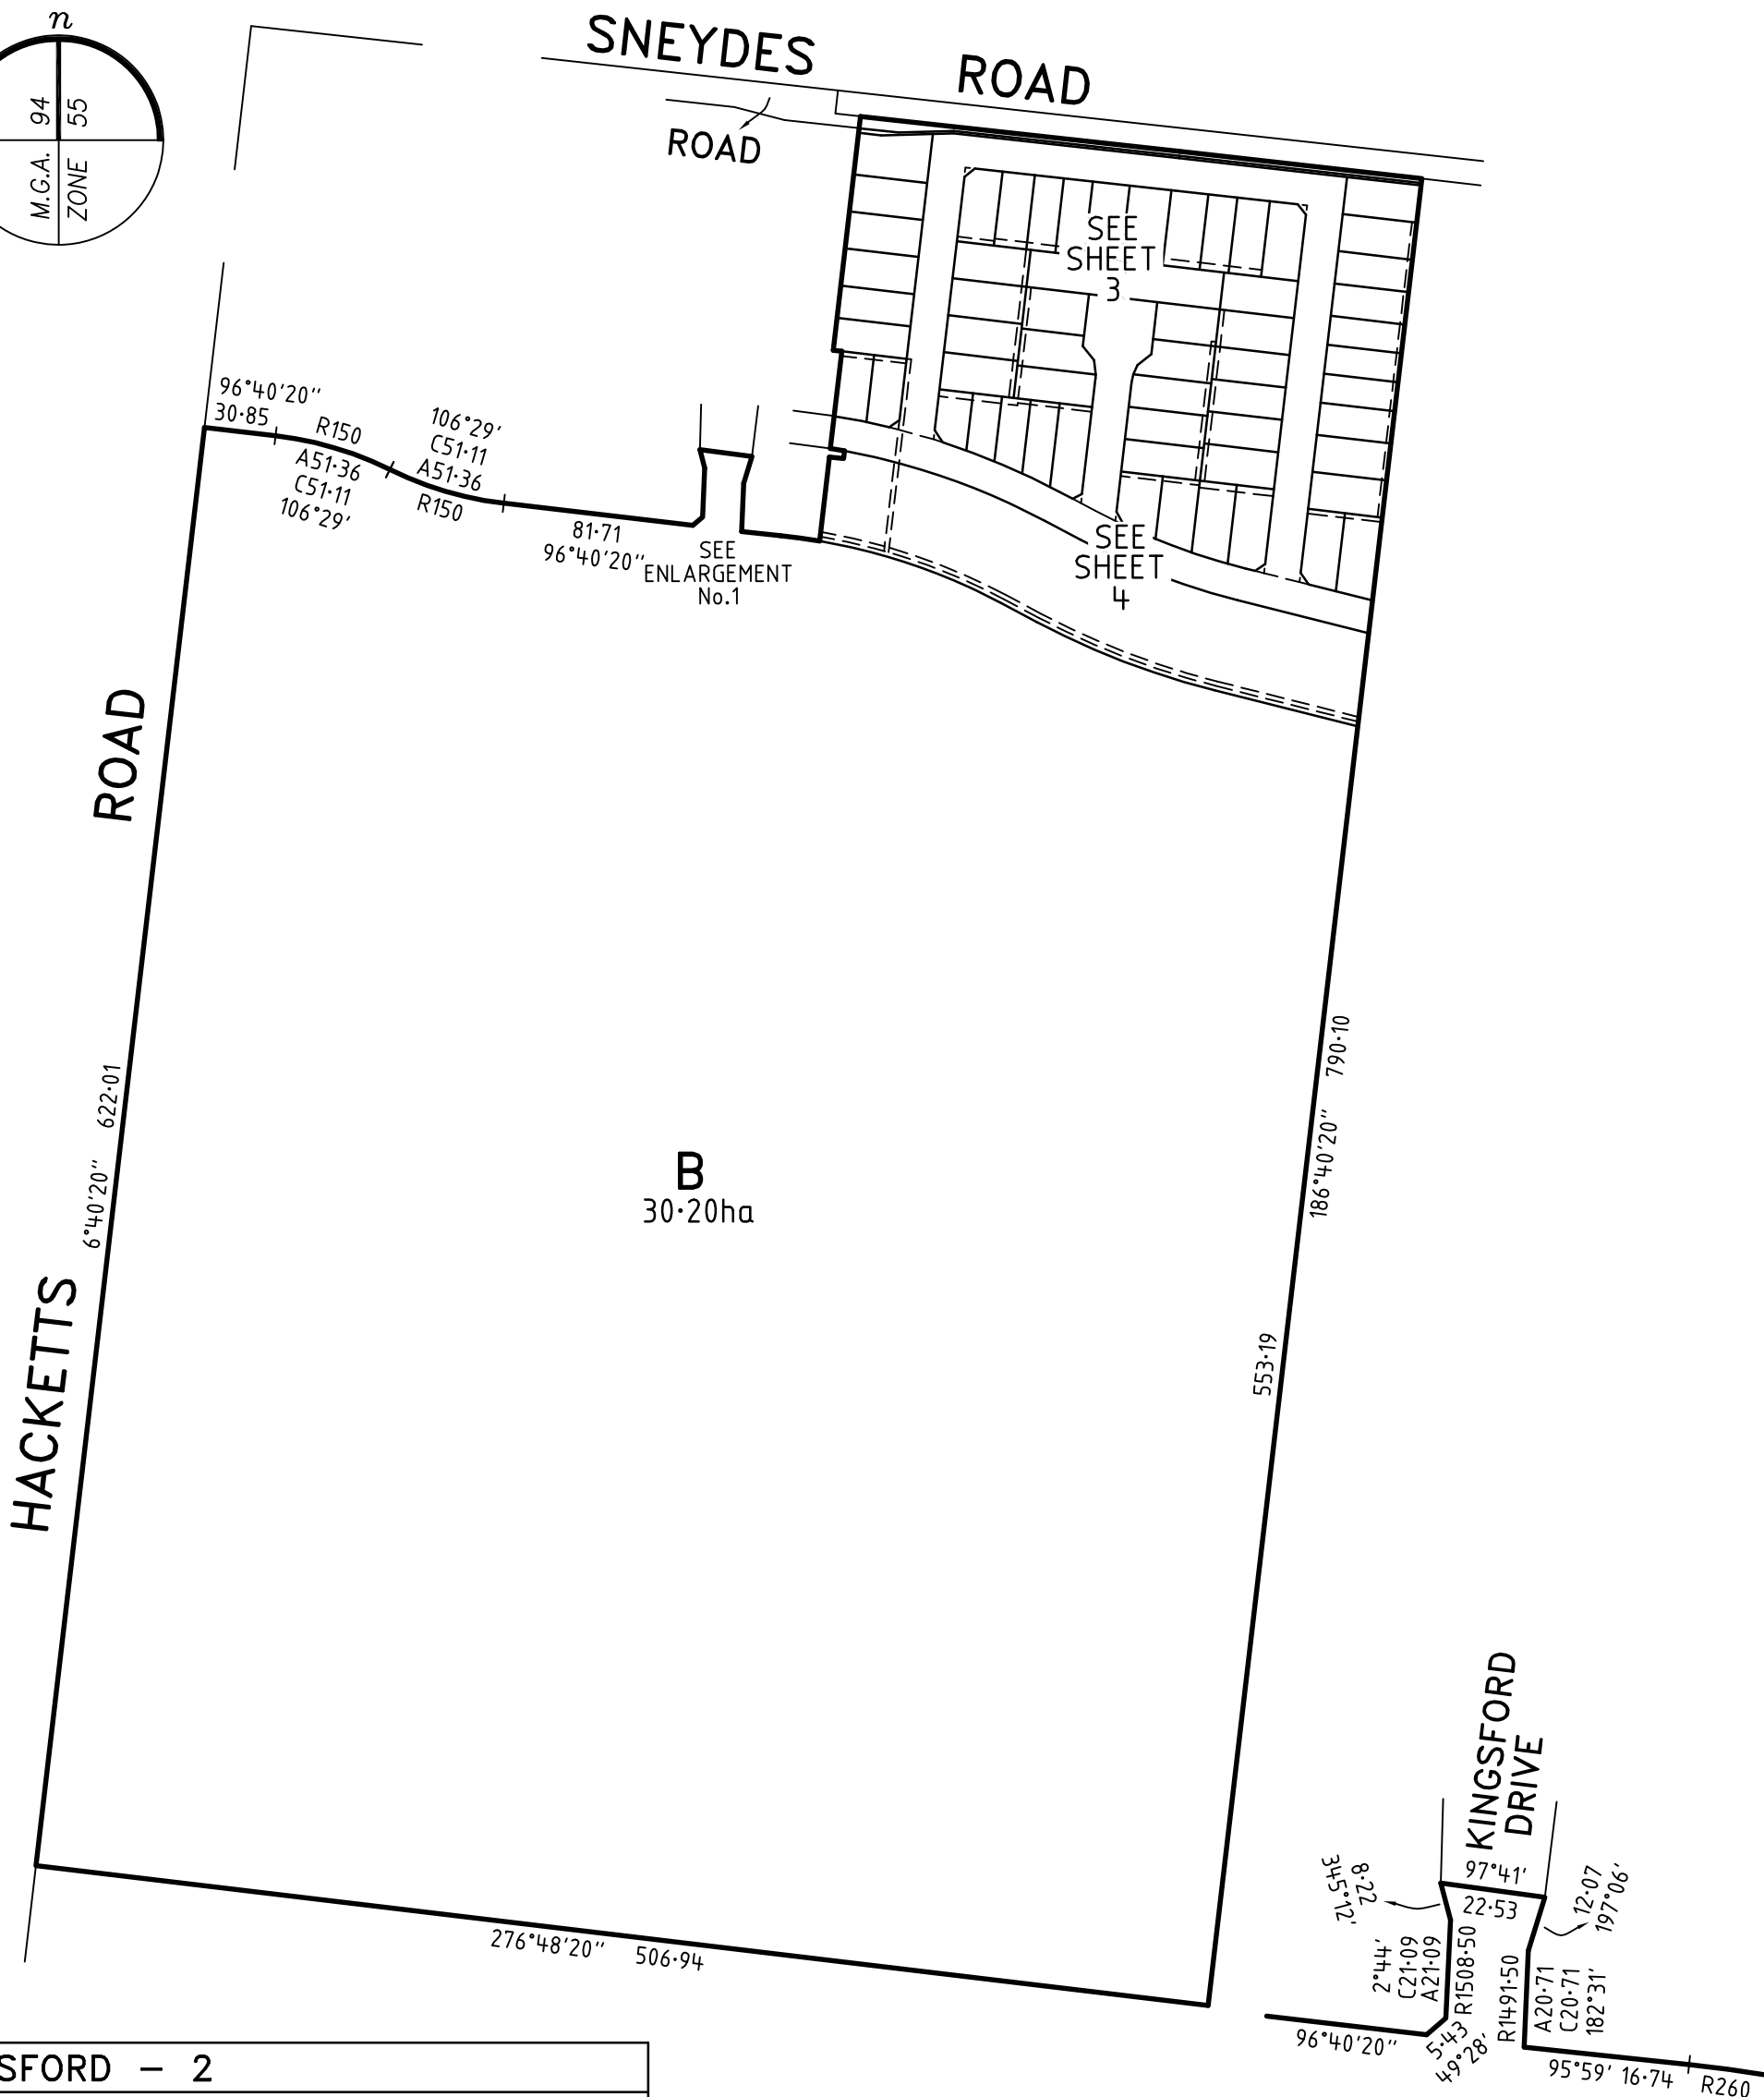 n
M.G.A. 94
ZONE 55
SNEYDES ROAD
ROAD
SEE
SHEET
3
96°40'20"
30·85
R150
A51·36
C51·11
106°29'
106°29'
C51·11
A51·36
R150
81·71
96°40'20"
SEE
ENLARGEMENT
No.1
SEE
SHEET
4
HACKETTS ROAD
6°40'20" 622·01
B
30·20ha
186°40'20" 790·10
553·19
276°48'20" 506·94
KINGSFORD
DRIVE
97°41'
22·53
8·22
345°12'
12·07
197°06'
2°44'
C21·09
A21·09
R1508·50
R1491·50
A20·71
C20·71
182°31'
96°40'20"
5·43
49°28'
95°59' 16·74
R260
SFORD - 2